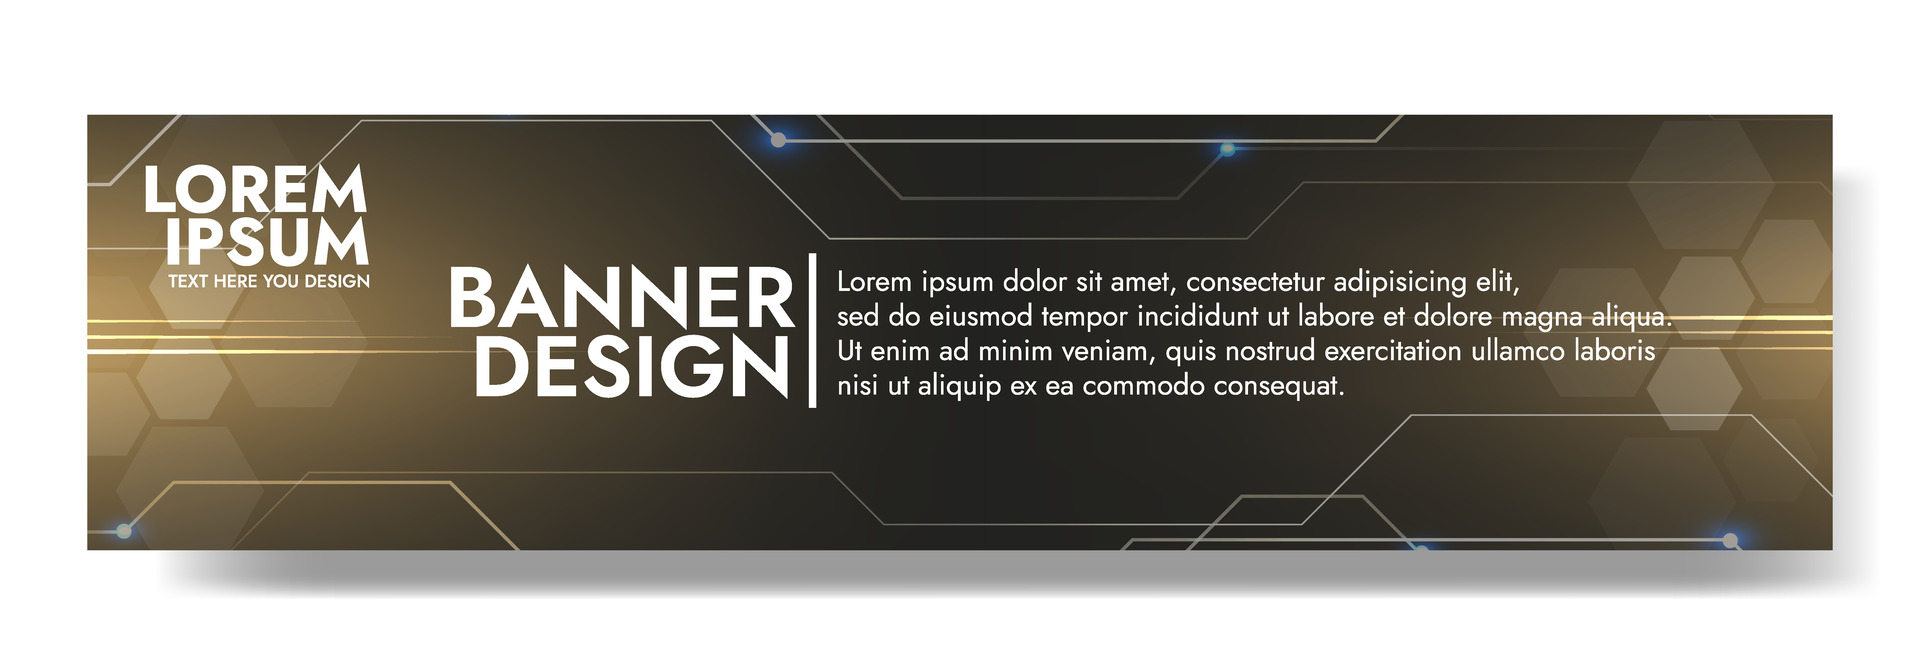 LOREM
IPSUM
TEXT HERE YOU DESIGN
BANNER
DESIGN
Lorem ipsum dolor sit amet, consectetur adipisicing elit,
sed do eiusmod tempor incididunt ut labore et dolore magna aliqua.
Ut enim ad minim veniam, quis nostrud exercitation ullamco laboris
nisi ut aliquip ex ea commodo consequat.